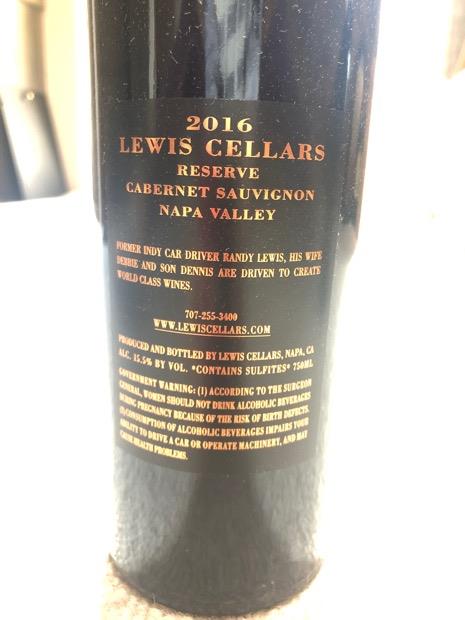 2016
LEWIS CELLARS
RESERVE
CABERNET SAUVIGNON
NAPA VALLEY
FORMER INDY CAR DRIVER RANDY LEWIS, HIS WIFE
DEBBIE AND SON DENNIS ARE DRIVEN TO CREATE
WORLD CLASS WINES.
707-255-3400
WWW.LEWISCELLARS.COM
PRODUCED AND BOTTLED BY LEWIS CELLARS, NAPA, CA
ALC. 15.5% BY VOL. *CONTAINS SULFITES* 750ML
GOVERNMENT WARNING: (1) ACCORDING TO THE SURGEON
GENERAL, WOMEN SHOULD NOT DRINK ALCOHOLIC BEVERAGES
DURING PREGNANCY BECAUSE OF THE RISK OF BIRTH DEFECTS.
(2) CONSUMPTION OF ALCOHOLIC BEVERAGES IMPAIRS YOUR
ABILITY TO DRIVE A CAR OR OPERATE MACHINERY, AND MAY
CAUSE HEALTH PROBLEMS.